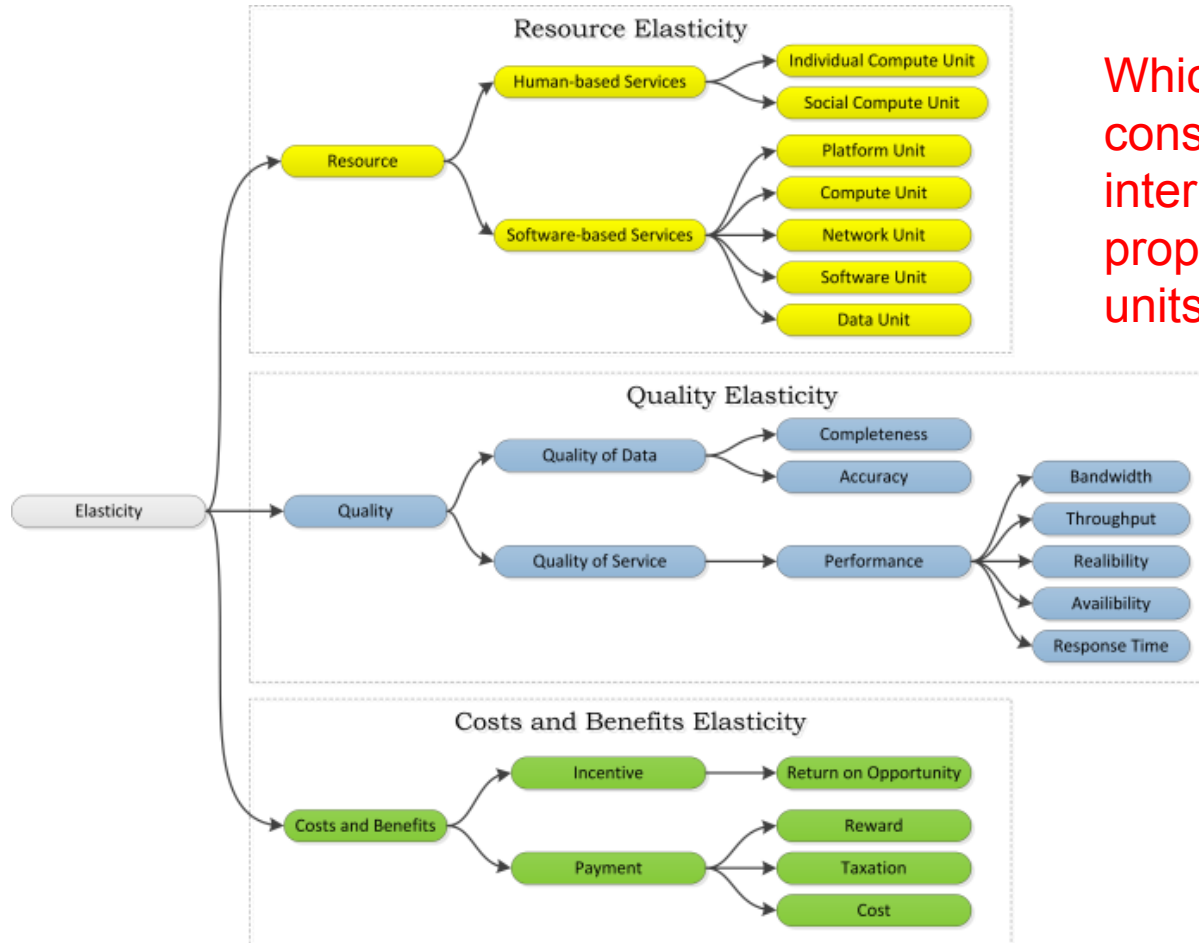 Resource Elasticity
Human-based Services
Individual Compute Unit
Social Compute Unit
Resource
Software-based Services
Platform Unit
Compute Unit
Network Unit
Software Unit
Data Unit
Quality Elasticity
Elasticity
Quality
Quality of Data
Completeness
Accuracy
Quality of Service
Performance
Bandwidth
Throughput
Realibility
Availibility
Response Time
Costs and Benefits Elasticity
Costs and Benefits
Incentive
Return on Opportunity
Payment
Reward
Taxation
Cost
units